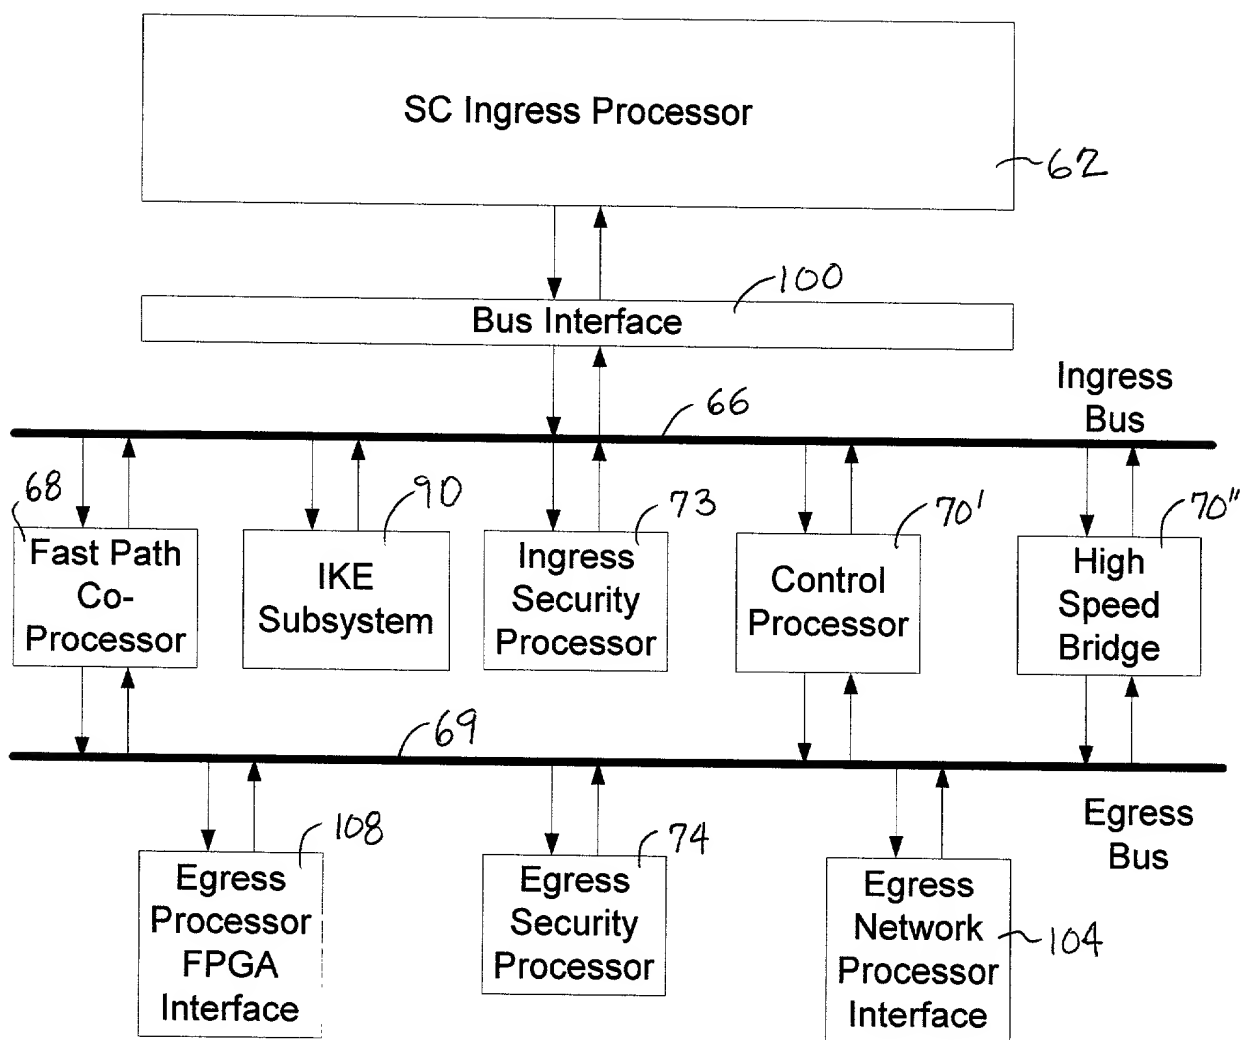 SC Ingress Processor
62
100
Bus Interface
66
Ingress
Bus
68
90
73
70'
70"
Fast Path
Co-
Processor
IKE
Subsystem
Ingress
Security
Processor
Control
Processor
High
Speed
Bridge
69
Egress
Bus
108
74
Egress
Processor
FPGA
Interface
Egress
Security
Processor
Egress
Network
Processor
Interface
104